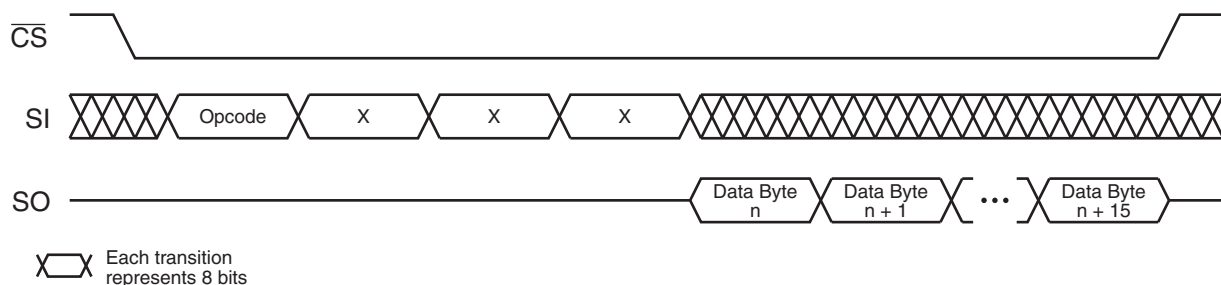 CS
SI
Opcode
X
X
X
SO
Data Byte
n
Data Byte
n + 1
•••
Data Byte
n + 15
Each transition
represents 8 bits